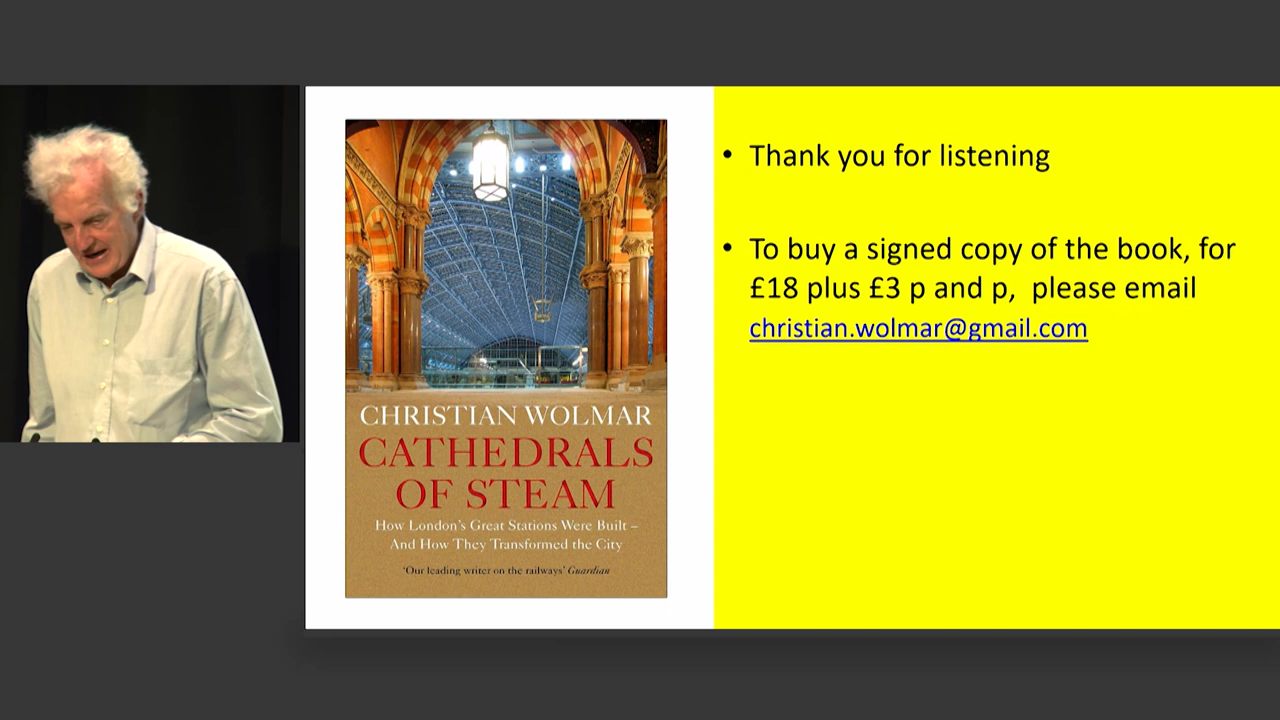 CHRISTIAN WOLMAR
CATHEDRALS
OF STEAM
How London's Great Stations Were Built –
And How They Transformed the City
'Our leading writer on the railways' Guardian
• Thank you for listening
• To buy a signed copy of the book, for
£18 plus £3 p and p, please email
christian.wolmar@gmail.com